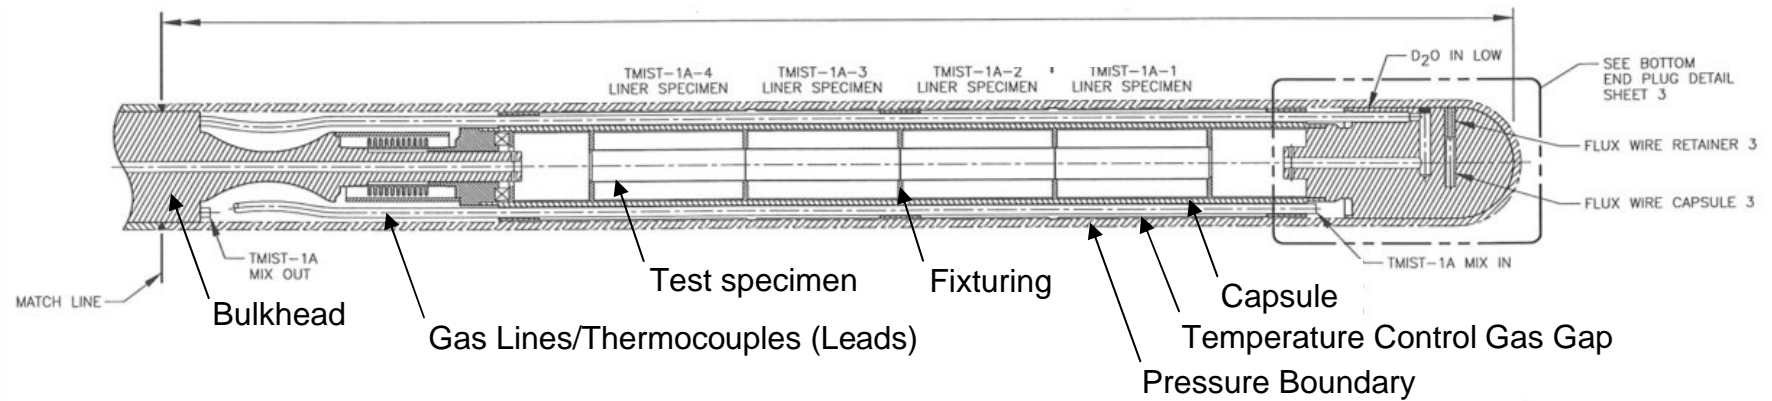 D2O IN LOW
SEE BOTTOM
END PLUG DETAIL
SHEET 3
TMIST-1A-4
LINER SPECIMEN
TMIST-1A-3
LINER SPECIMEN
TMIST-1A-2
LINER SPECIMEN
TMIST-1A-1
LINER SPECIMEN
FLUX WIRE RETAINER 3
FLUX WIRE CAPSULE 3
TMIST-1A
MIX OUT
TMIST-1A MIX IN
MATCH LINE
Bulkhead
Gas Lines/Thermocouples (Leads)
Test specimen
Fixturing
Capsule
Temperature Control Gas Gap
Pressure Boundary